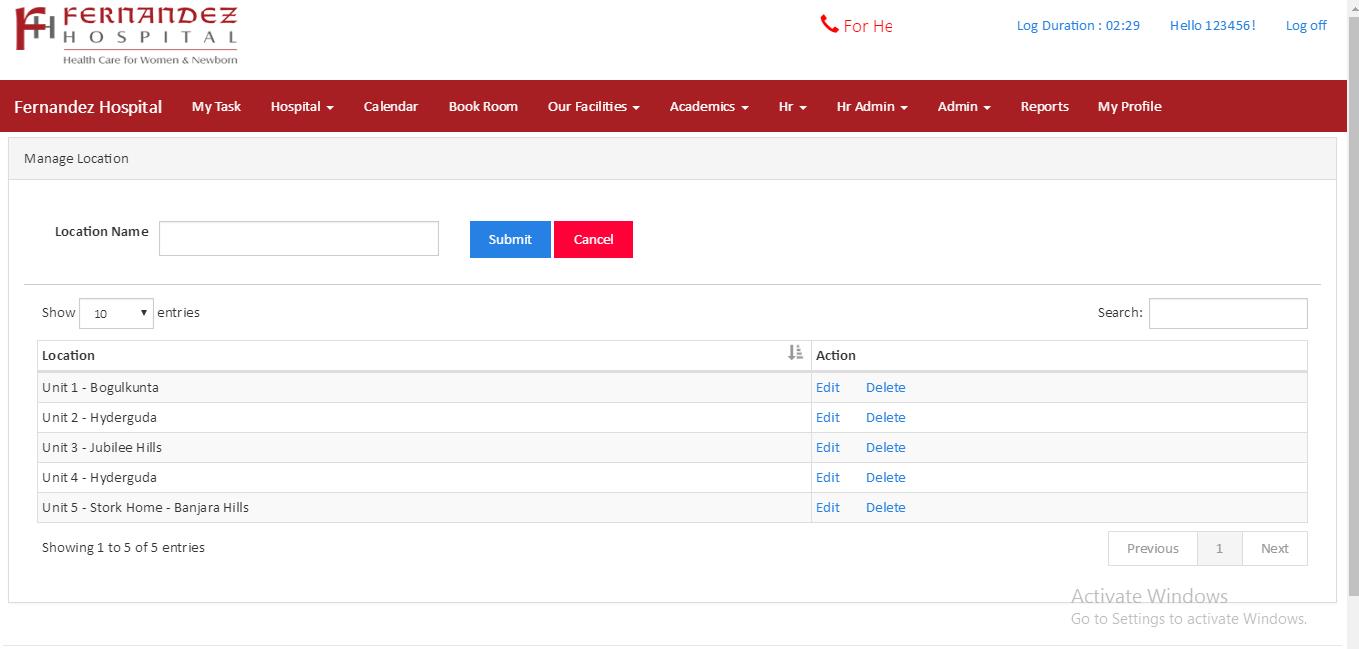 FERNANDEZ
HOSPITAL
Health Care for Women & Newborn
For He
Log Duration : 02:29 Hello 123456! Log off
Fernandez Hospital My Task Hospital Calendar Book Room Our Facilities Academics Hr Hr Admin Admin Reports My Profile
Manage Location
Location Name Submit Cancel
Show 10 entries Search:
Location Action
Unit 1 - Bogulkunta Edit Delete
Unit 2 - Hyderguda Edit Delete
Unit 3 - Jubilee Hills Edit Delete
Unit 4 - Hyderguda Edit Delete
Unit 5 - Stork Home - Banjara Hills Edit Delete
Showing 1 to 5 of 5 entries Previous 1 Next
Activate Windows
Go to Settings to activate Windows.